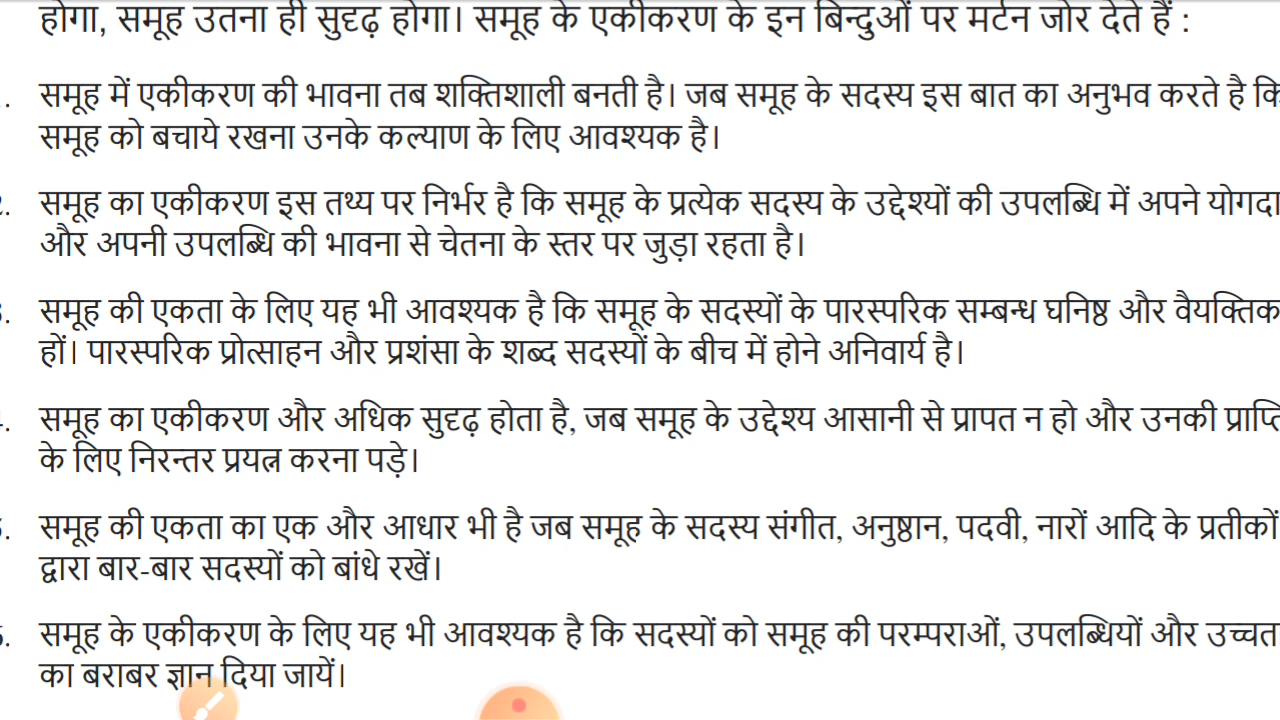 होगा, समूह उतना ही सुदृढ़ होगा। समूह के एकीकरण के इन बिन्दुओं पर मर्टन जोर देते हैं :
समूह में एकीकरण की भावना तब शक्तिशाली बनती है। जब समूह के सदस्य इस बात का अनुभव करते है कि
समूह को बचाये रखना उनके कल्याण के लिए आवश्यक है।
समूह का एकीकरण इस तथ्य पर निर्भर है कि समूह के प्रत्येक सदस्य के उद्देश्यों की उपलब्धि में अपने
और अपनी उपलब्धि की भावना से चेतना के स्तर पर जुड़ा रहता है।
समूह की एकता के लिए यह भी आवश्यक है कि समूह के सदस्यों के पारस्परिक सम्बन्ध घनिष्ठ और वैयक्तिक
हों। पारस्परिक प्रोत्साहन और प्रशंसा के शब्द सदस्यों के बीच में होने अनिवार्य है।
समूह का एकीकरण और अधिक सुदृढ़ होता है, जब समूह के उद्देश्य आसानी से प्रापत न हो और उनकी प्राप्ति
के लिए निरन्तर प्रयत्न करना पड़े।
समूह की एकता का एक और आधार भी है जब समूह के सदस्य संगीत, अनुष्ठान, पदवी, नारों आदि के प्रतीकों
द्वारा बार-बार सदस्यों को बांधे रखें।
समूह के एकीकरण के लिए यह भी आवश्यक है कि सदस्यों को समूह की परम्पराओं, उपलब्धियों और उच्चता
का बराबर ज्ञान दिया जायें।